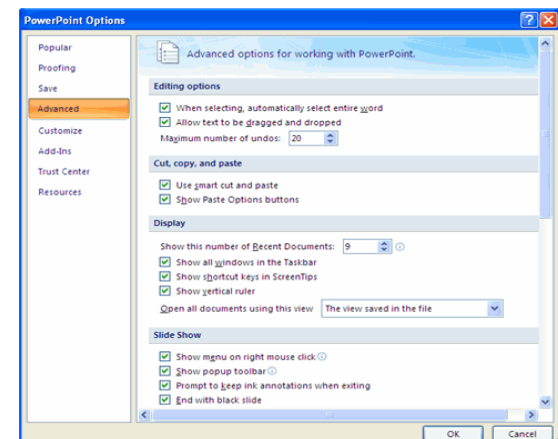 PowerPoint Options
Popular
Proofing
Save
Advanced
Customize
Add-Ins
Trust Center
Resources
Advanced options for working with PowerPoint.
Editing options
When selecting, automatically select entire word
Allow text to be dragged and dropped
Maximum number of undos: 20
Cut, copy, and paste
Use smart cut and paste
Show Paste Options buttons
Display
Show this number of Recent Documents: 9
Show all windows in the Taskbar
Show shortcut keys in ScreenTips
Show vertical ruler
Open all documents using this view The view saved in the file
Slide Show
Show menu on right mouse click
Show popup toolbar
Prompt to keep ink annotations when exiting
End with black slide
OK Cancel